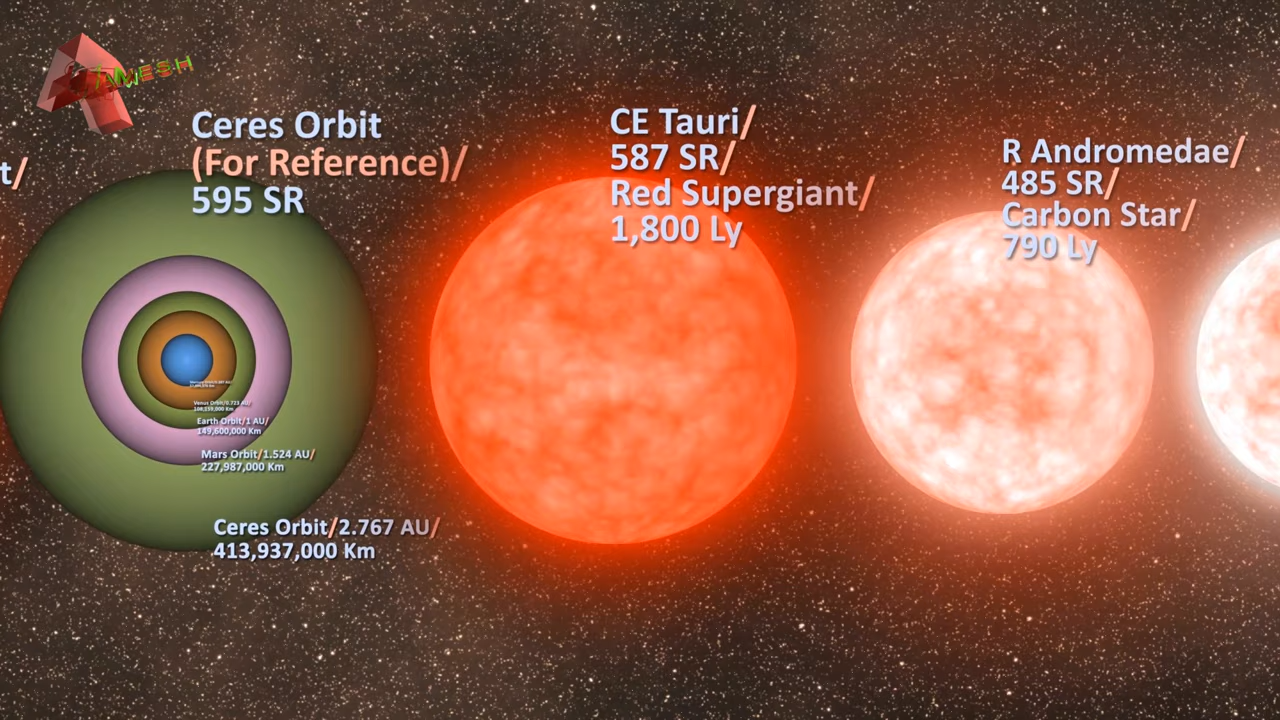 t/
Ceres Orbit
(For Reference)/
595 SR
Venus Orbit/0.723 AU/
108,159,000 Km
Earth Orbit/1 AU/
149,600,000 Km
Mars Orbit/1.524 AU/
227,987,000 Km
Ceres Orbit/2.767 AU/
413,937,000 Km
CE Tauri/
587 SR/
Red Supergiant/
1,800 Ly
R Andromedae/
485 SR/
Carbon Star/
790 Ly